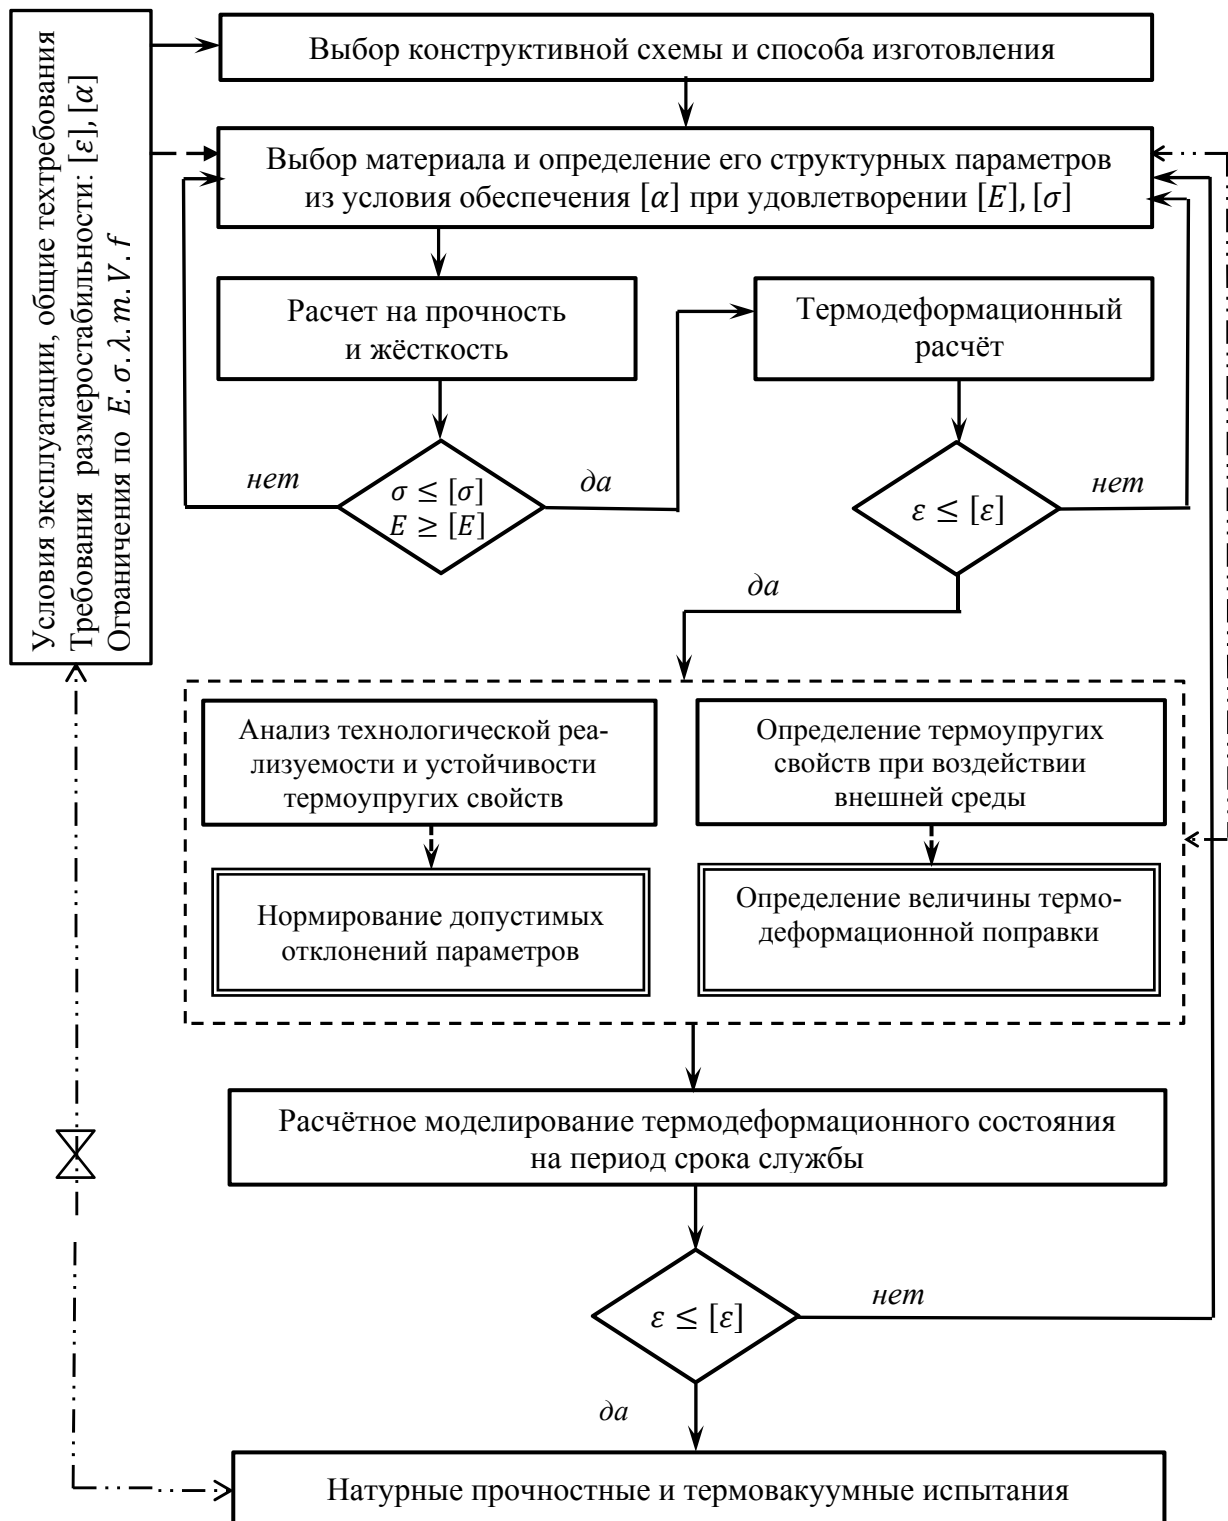 Условия эксплуатации, общие техтребования
Требования размеростабильности: [ε], [α]
Ограничения по E. σ. λ. m. V. f
Выбор конструктивной схемы и способа изготовления
Выбор материала и определение его структурных параметров
из условия обеспечения [α] при удовлетворении [E], [σ]
Расчет на прочность
и жёсткость
Термодеформационный
расчёт
нет
σ ≤ [σ]
E ≥ [E]
да
ε ≤ [ε]
нет
да
Анализ технологической реа-
лизуемости и устойчивости
термоупругих свойств
Определение термоупругих
свойств при воздействии
внешней среды
Нормирование допустимых
отклонений параметров
Определение величины термо-
деформационной поправки
Расчётное моделирование термодеформационного состояния
на период срока службы
ε ≤ [ε]
нет
да
Натурные прочностные и термовакуумные испытания